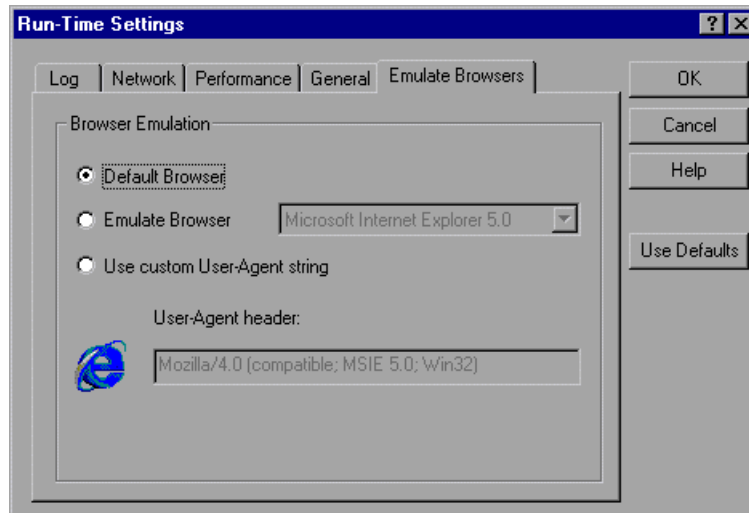 Run-Time Settings
Log Network Performance General Emulate Browsers
OK
Cancel
Help
Use Defaults
Browser Emulation
Default Browser
Emulate Browser Microsoft Internet Explorer 5.0
Use custom User-Agent string
User-Agent header:
Mozilla/4.0 (compatible; MSIE 5.0; Win32)